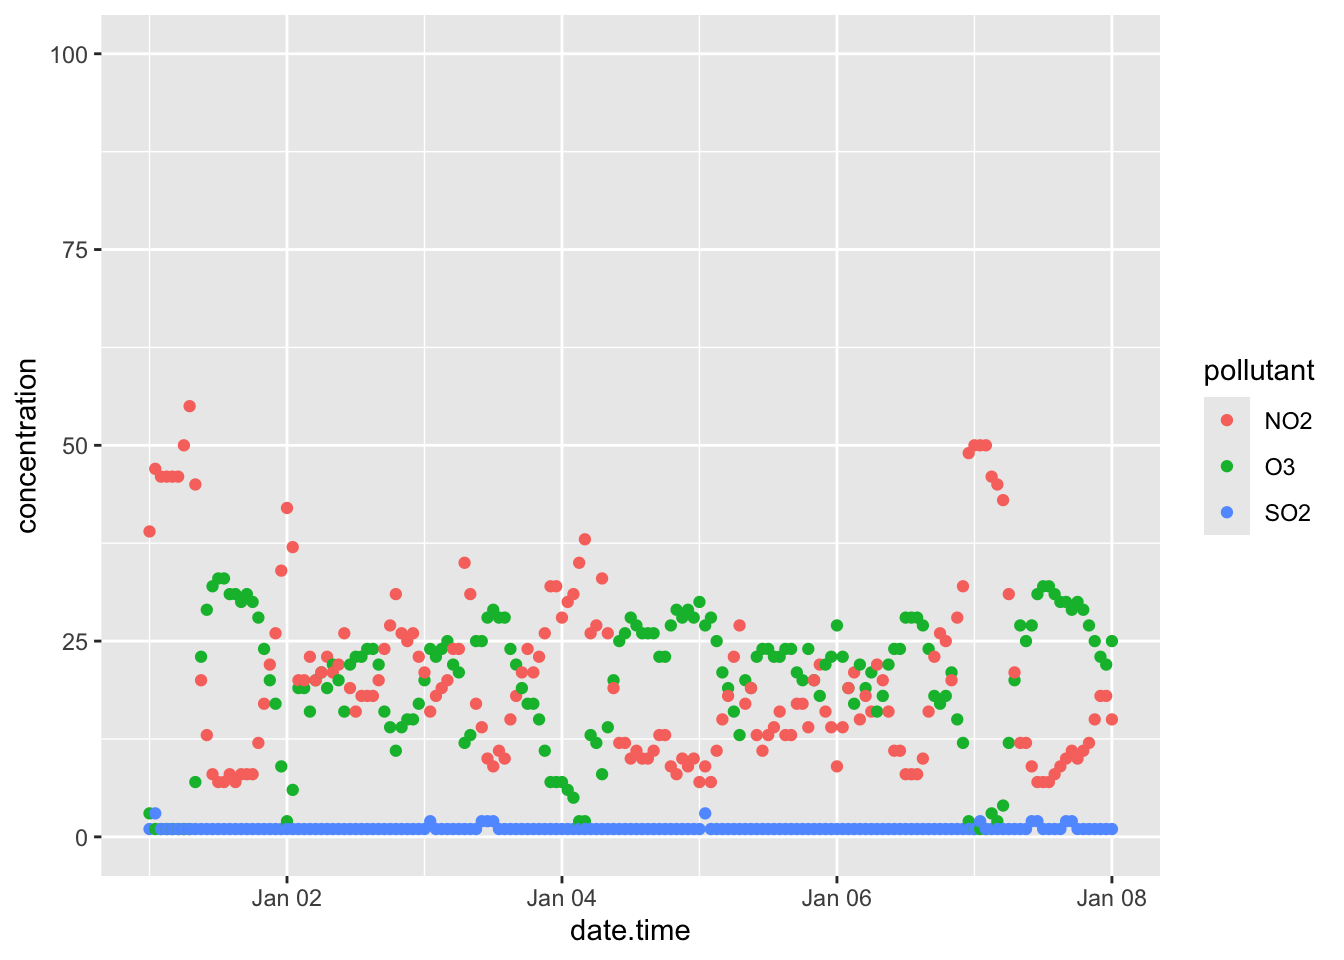 100
75
50
25
0
concentration
Jan 02
Jan 04
Jan 06
Jan 08
date.time
pollutant
NO2
O3
SO2